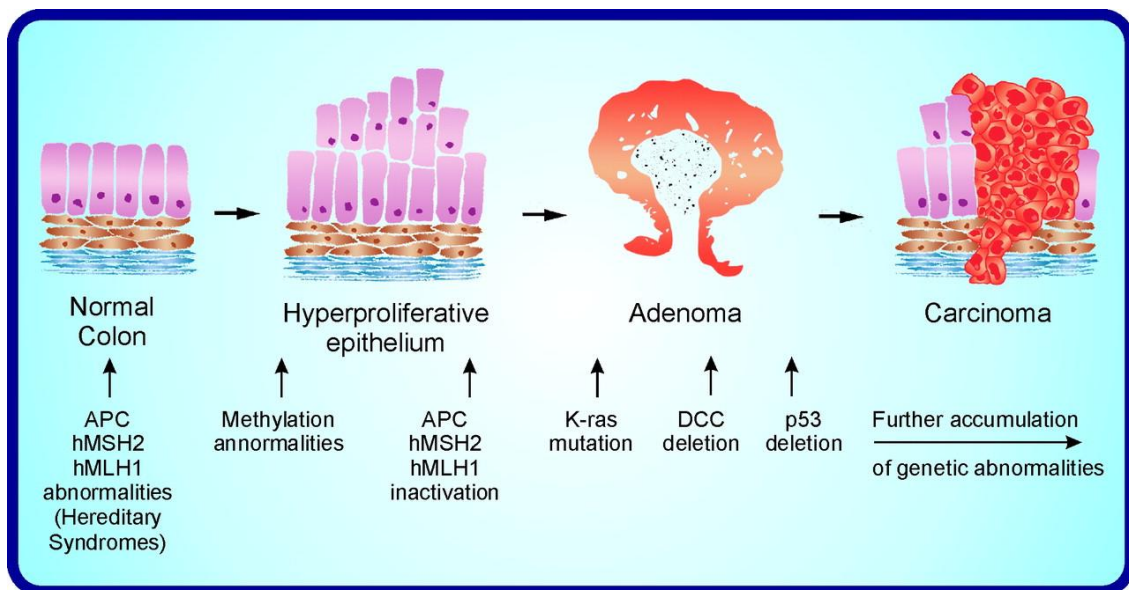 Normal
Colon
Hyperproliferative
epithelium
Adenoma
Carcinoma
APC
hMSH2
hMLH1
abnormalities
(Hereditary
Syndromes)
Methylation
annormalities
APC
hMSH2
hMLH1
inactivation
K-ras
mutation
DCC
deletion
p53
deletion
Further accumulation
of genetic abnormalities